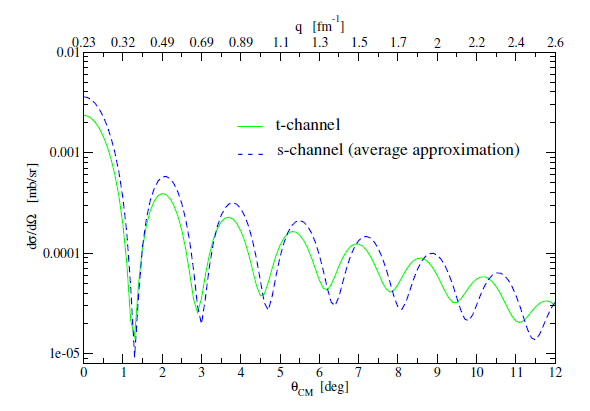 q [fm⁻¹]
0.23 0.32 0.49 0.69 0.89 1.1 1.3 1.5 1.7 2 2.2 2.4 2.6
0.01
t-channel
s-channel (average approximation)
0.001
dσ/dΩ [mb/sr]
0.0001
1e-05
0 1 2 3 4 5 6 7 8 9 10 11 12
θCM [deg]